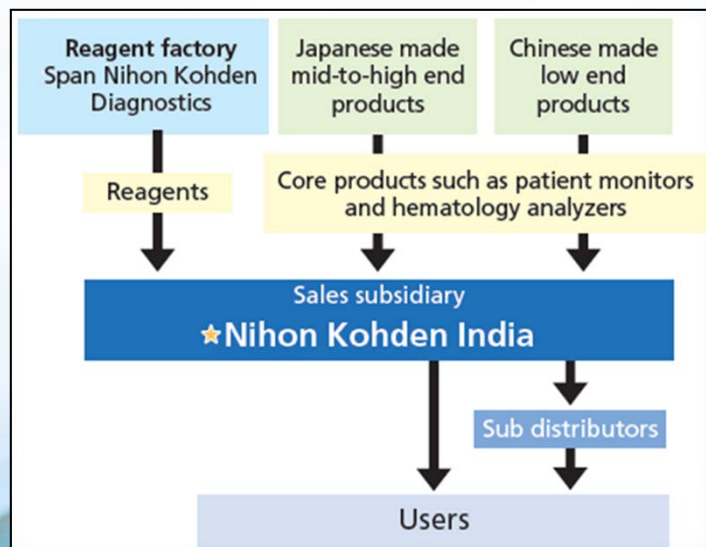 Reagent factory
Span Nihon Kohden
Diagnostics
Japanese made
mid-to-high end
products
Chinese made
low end
products
Reagents
Core products such as patient monitors
and hematology analyzers
Sales subsidiary
Nihon Kohden India
Sub distributors
Users